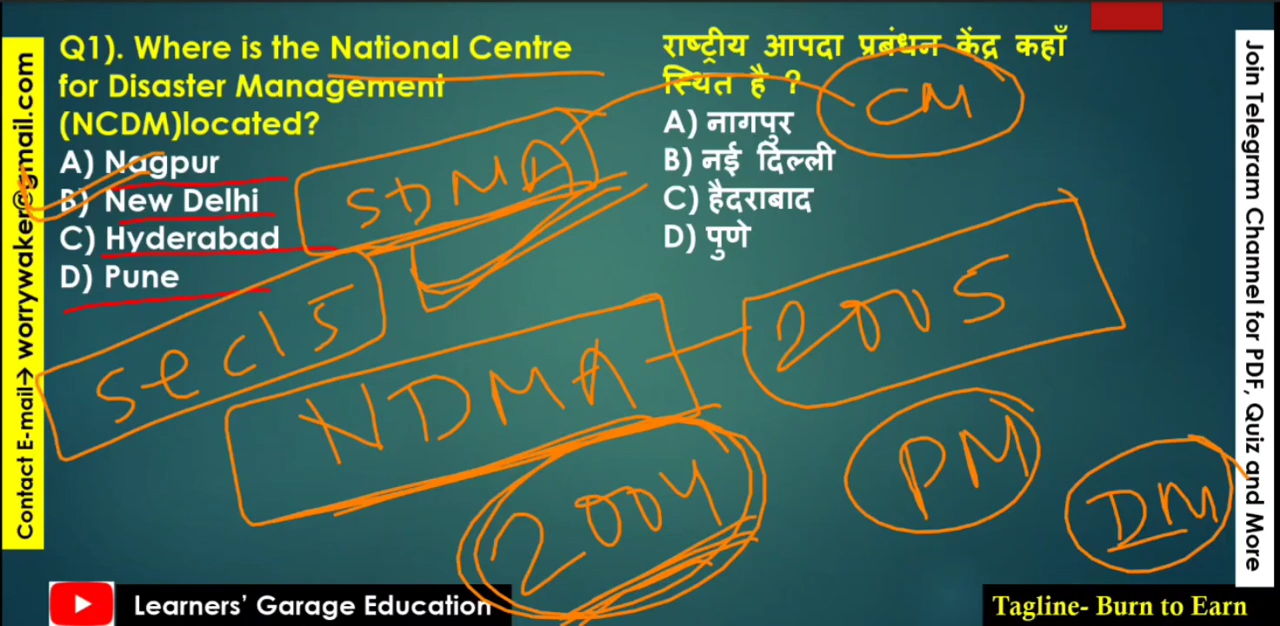 Q1). Where is the National Centre
for Disaster Management
(NCDM)located?
A) Nagpur
B) New Delhi
C) Hyderabad
D) Pune
राष्ट्रीय आपदा प्रबंधन केंद्र कहाँ
स्थित है ?
A) नागपुर
B) नई दिल्ली
C) हैदराबाद
D) पुणे
CM
SDMA
Sec 15
NDMA
2005
2004
PM
DM
Contact E-mail→ worrywaker@gmail.com
Join Telegram Channel for PDF, Quiz and More
Learners’ Garage Education
Tagline- Burn to Earn